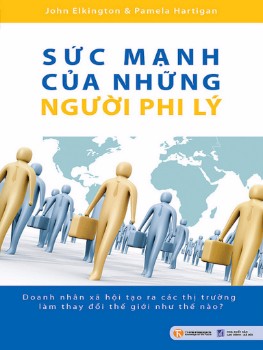 John Elkington & Pamela Hartigan
SỨC MẠNH
CỦA NHỮNG
NGƯỜI PHI LÝ
Doanh nhân xã hội tạo ra các thị trường
làm thay đổi thế giới như thế nào?